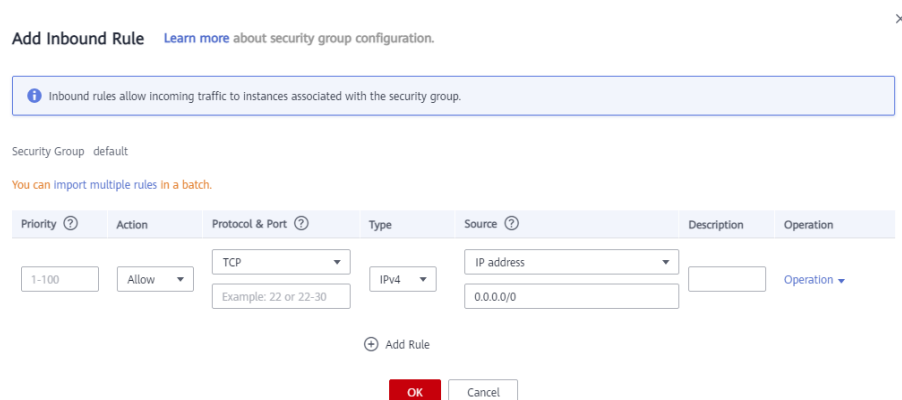 Add Inbound Rule Learn more about security group configuration.
Inbound rules allow incoming traffic to instances associated with the security group.
Security Group default
You can import multiple rules in a batch.
Priority ? Action Protocol & Port ? Type Source ? Description Operation
TCP IP address
1-100 Allow IPv4 Operation
Example: 22 or 22-30 0.0.0.0/0
Add Rule
OK Cancel